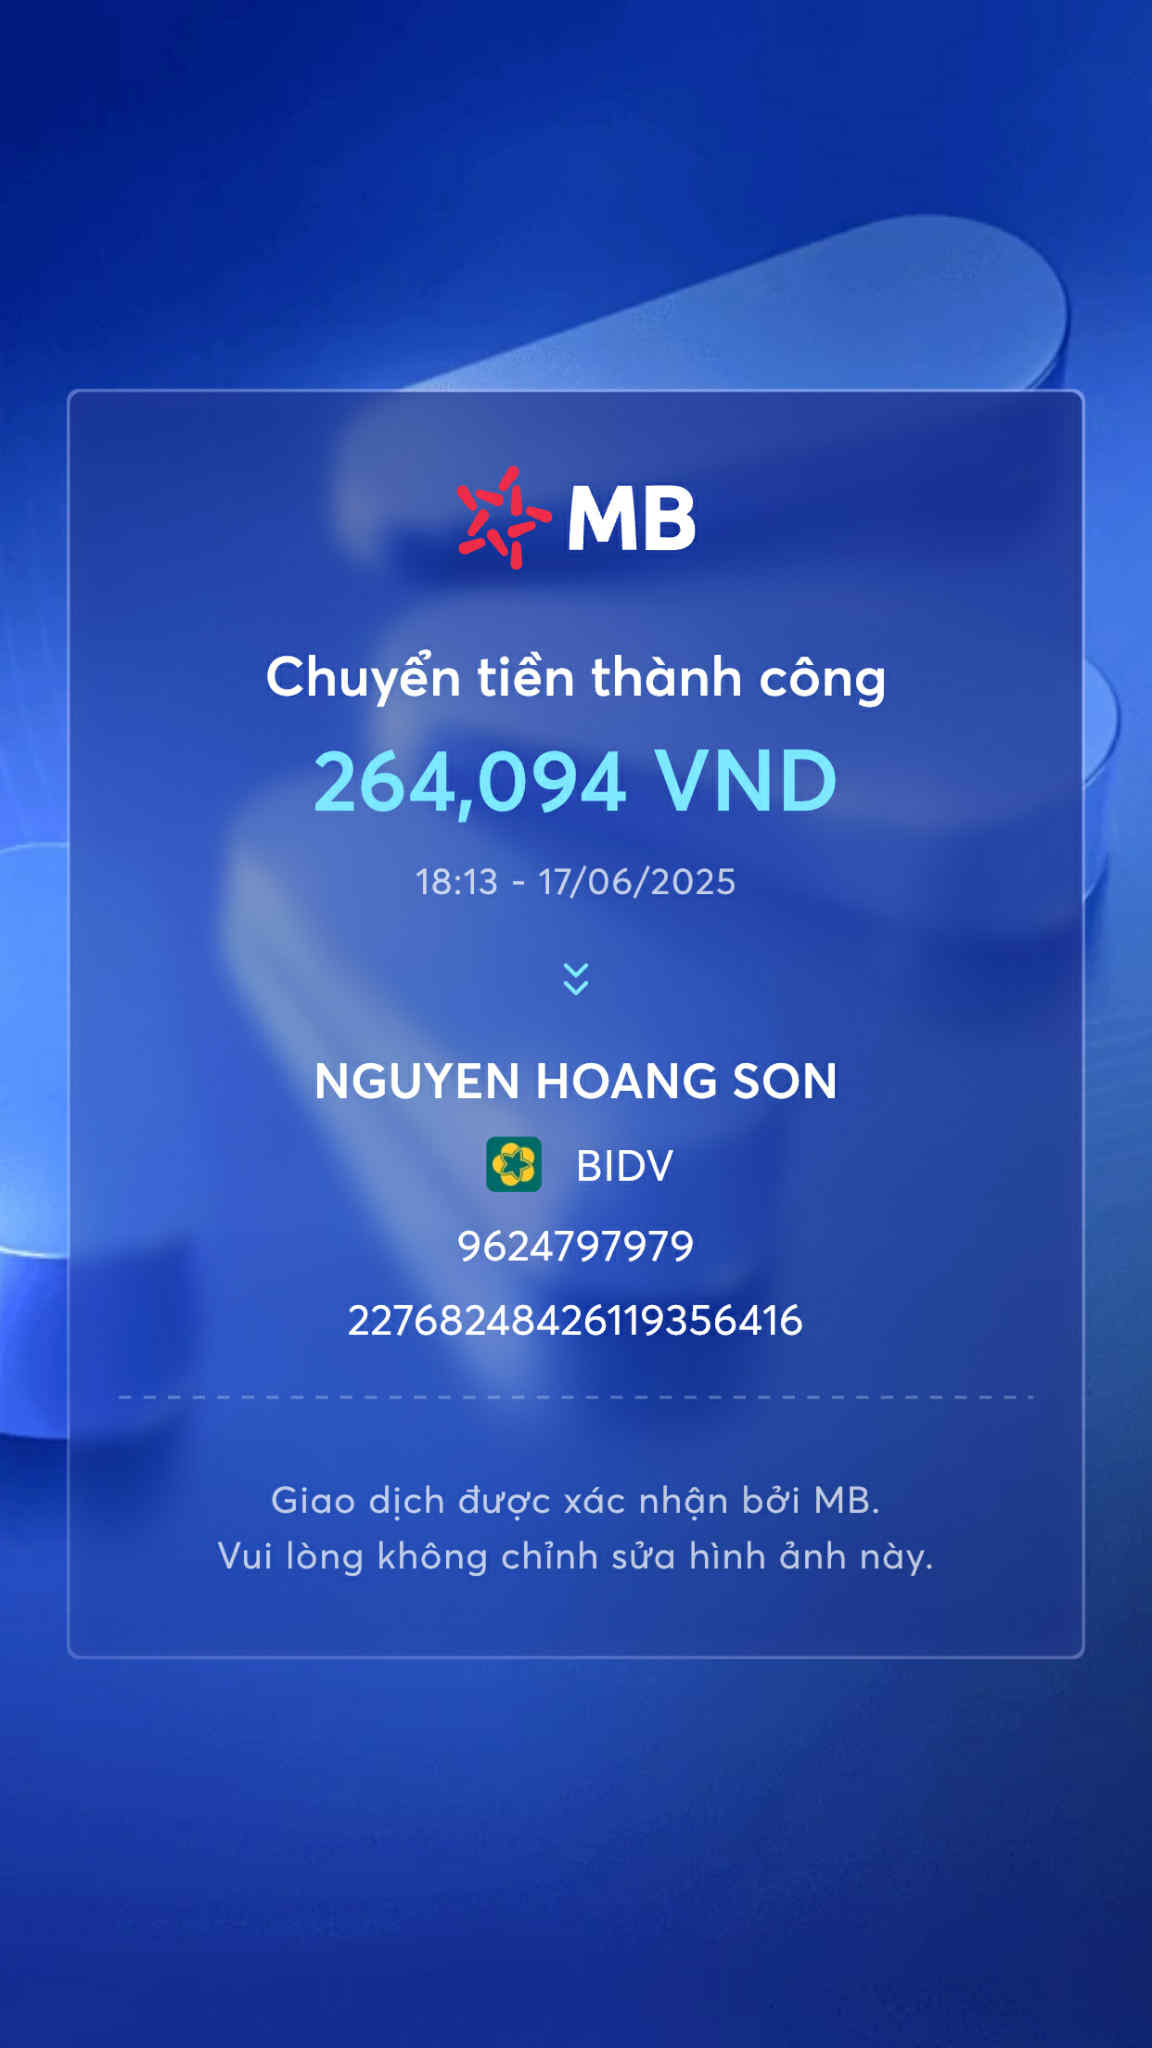 MB
Chuyển tiền thành công
264,094 VND
18:13 - 17/06/2025
NGUYEN HOANG SON
BIDV
9624797979
22768248426119356416
Giao dịch được xác nhận bởi MB.
Vui lòng không chỉnh sửa hình ảnh này.